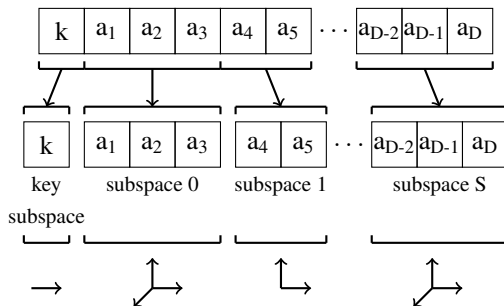 k a1 a2 a3 a4 a5 ··· aD-2 aD-1 aD
k a1 a2 a3 a4 a5 ··· aD-2 aD-1 aD
key subspace 0 subspace 1 subspace S
subspace